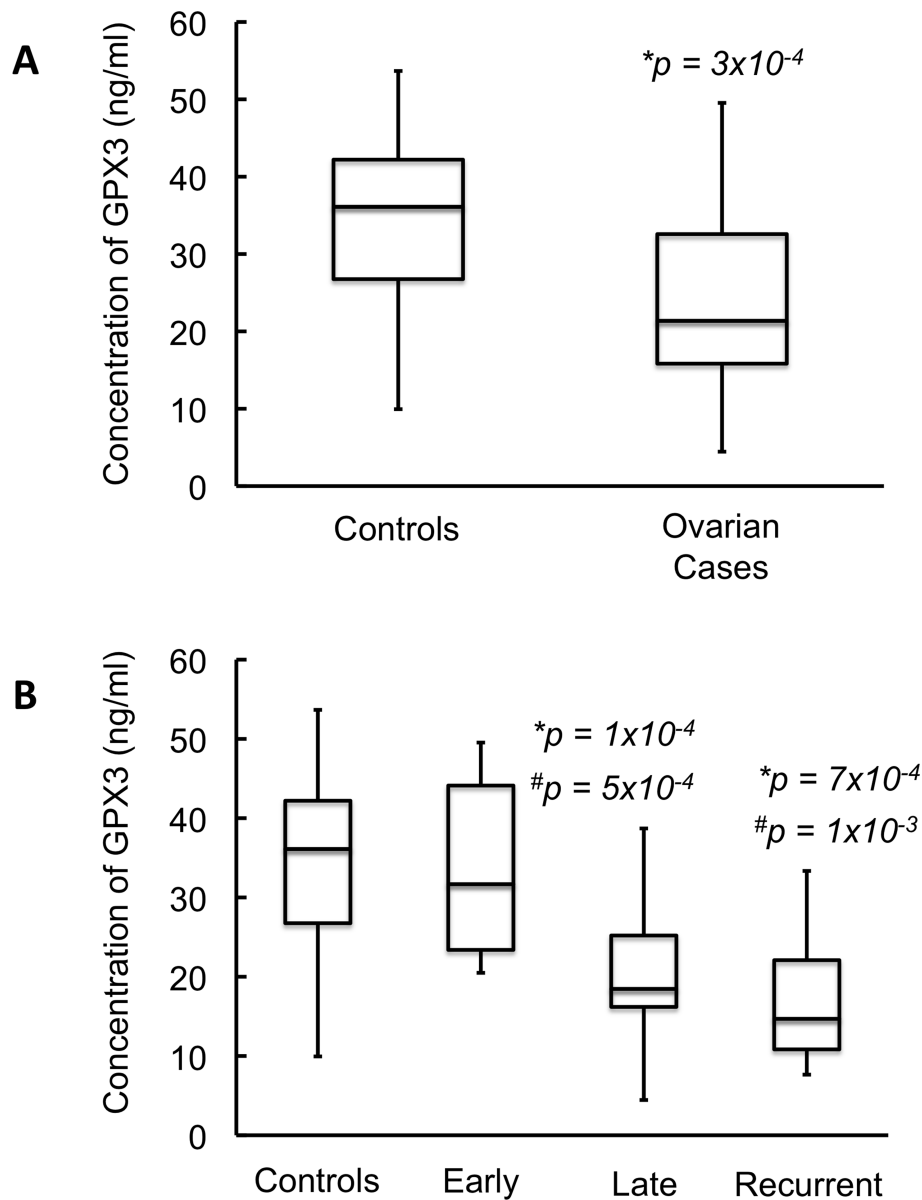 A
Concentration of GPX3 (ng/ml)
60
50
40
30
20
10
0
*p = 3x10-4
Controls
Ovarian
Cases
B
Concentration of GPX3 (ng/ml)
60
50
40
30
20
10
0
*p = 1x10-4
#p = 5x10-4
*p = 7x10-4
#p = 1x10-3
Controls
Early
Late
Recurrent